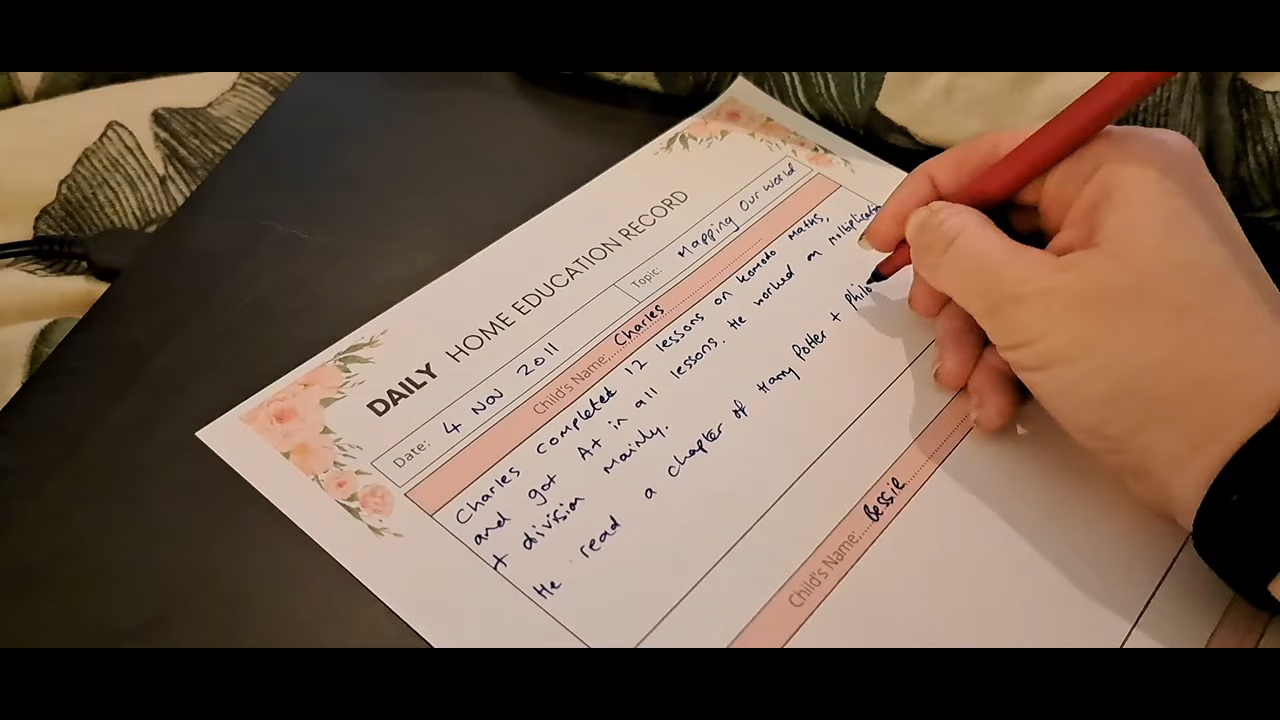 DAILY HOME EDUCATION RECORD
Date: 4 Nov 2011 Topic: Mapping Our World
Child's Name: Charles
Charles completed 12 lessons on Komodo Maths,
and got A+ in all lessons. He worked on multiplication
+ division mainly.
He read a chapter of Harry Potter + Philo
Child's Name: Bessie